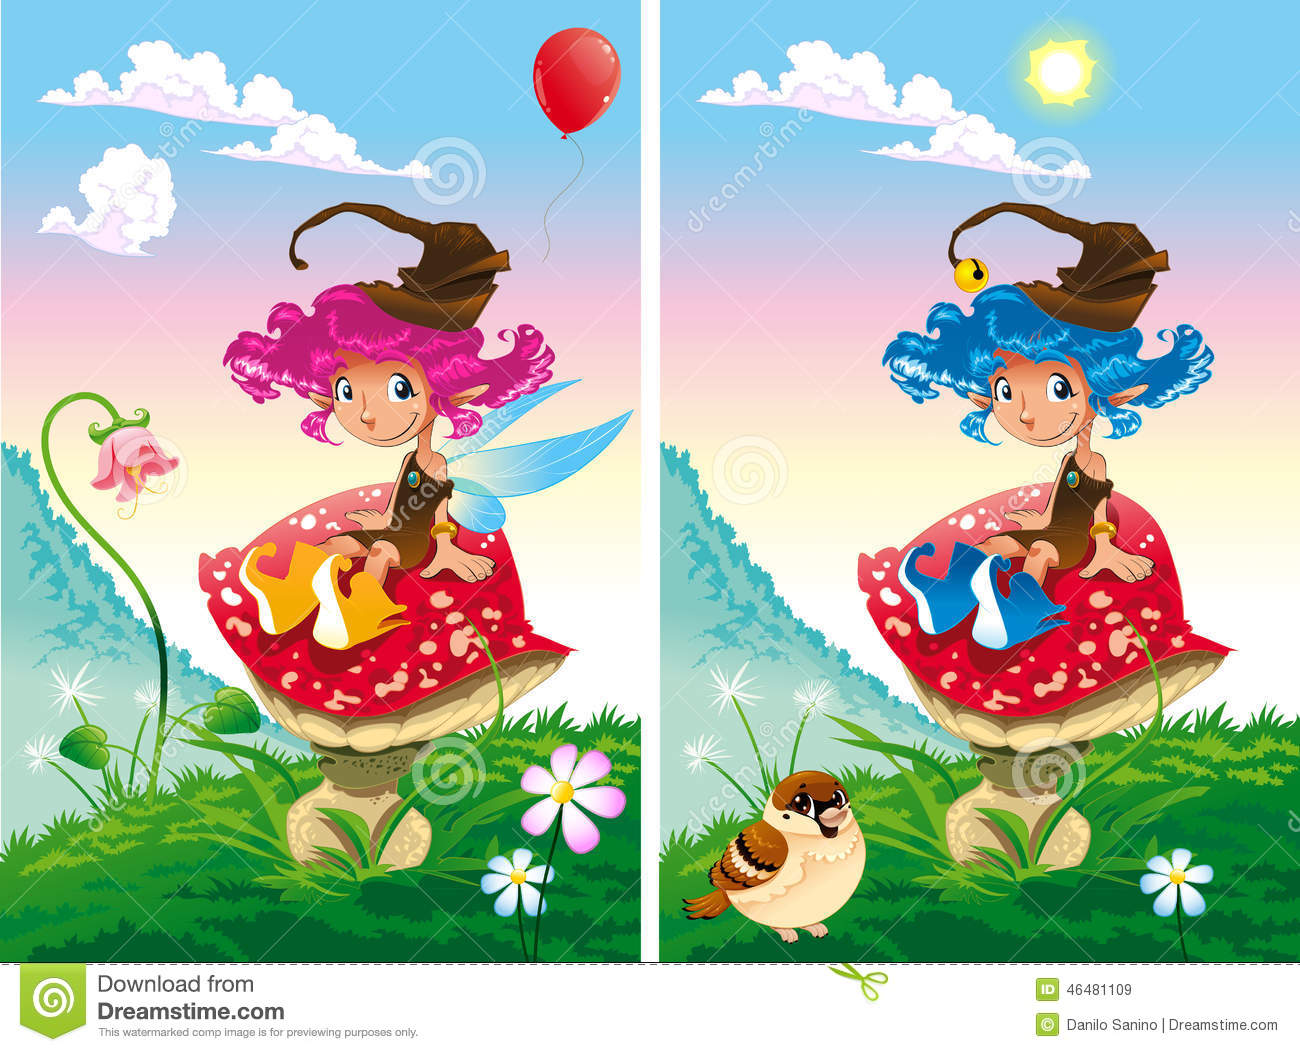 Download from
Dreamstime.com
This watermarked comp image is for previewing purposes only.
ID 46481109
© Danilo Sanino | Dreamstime.com